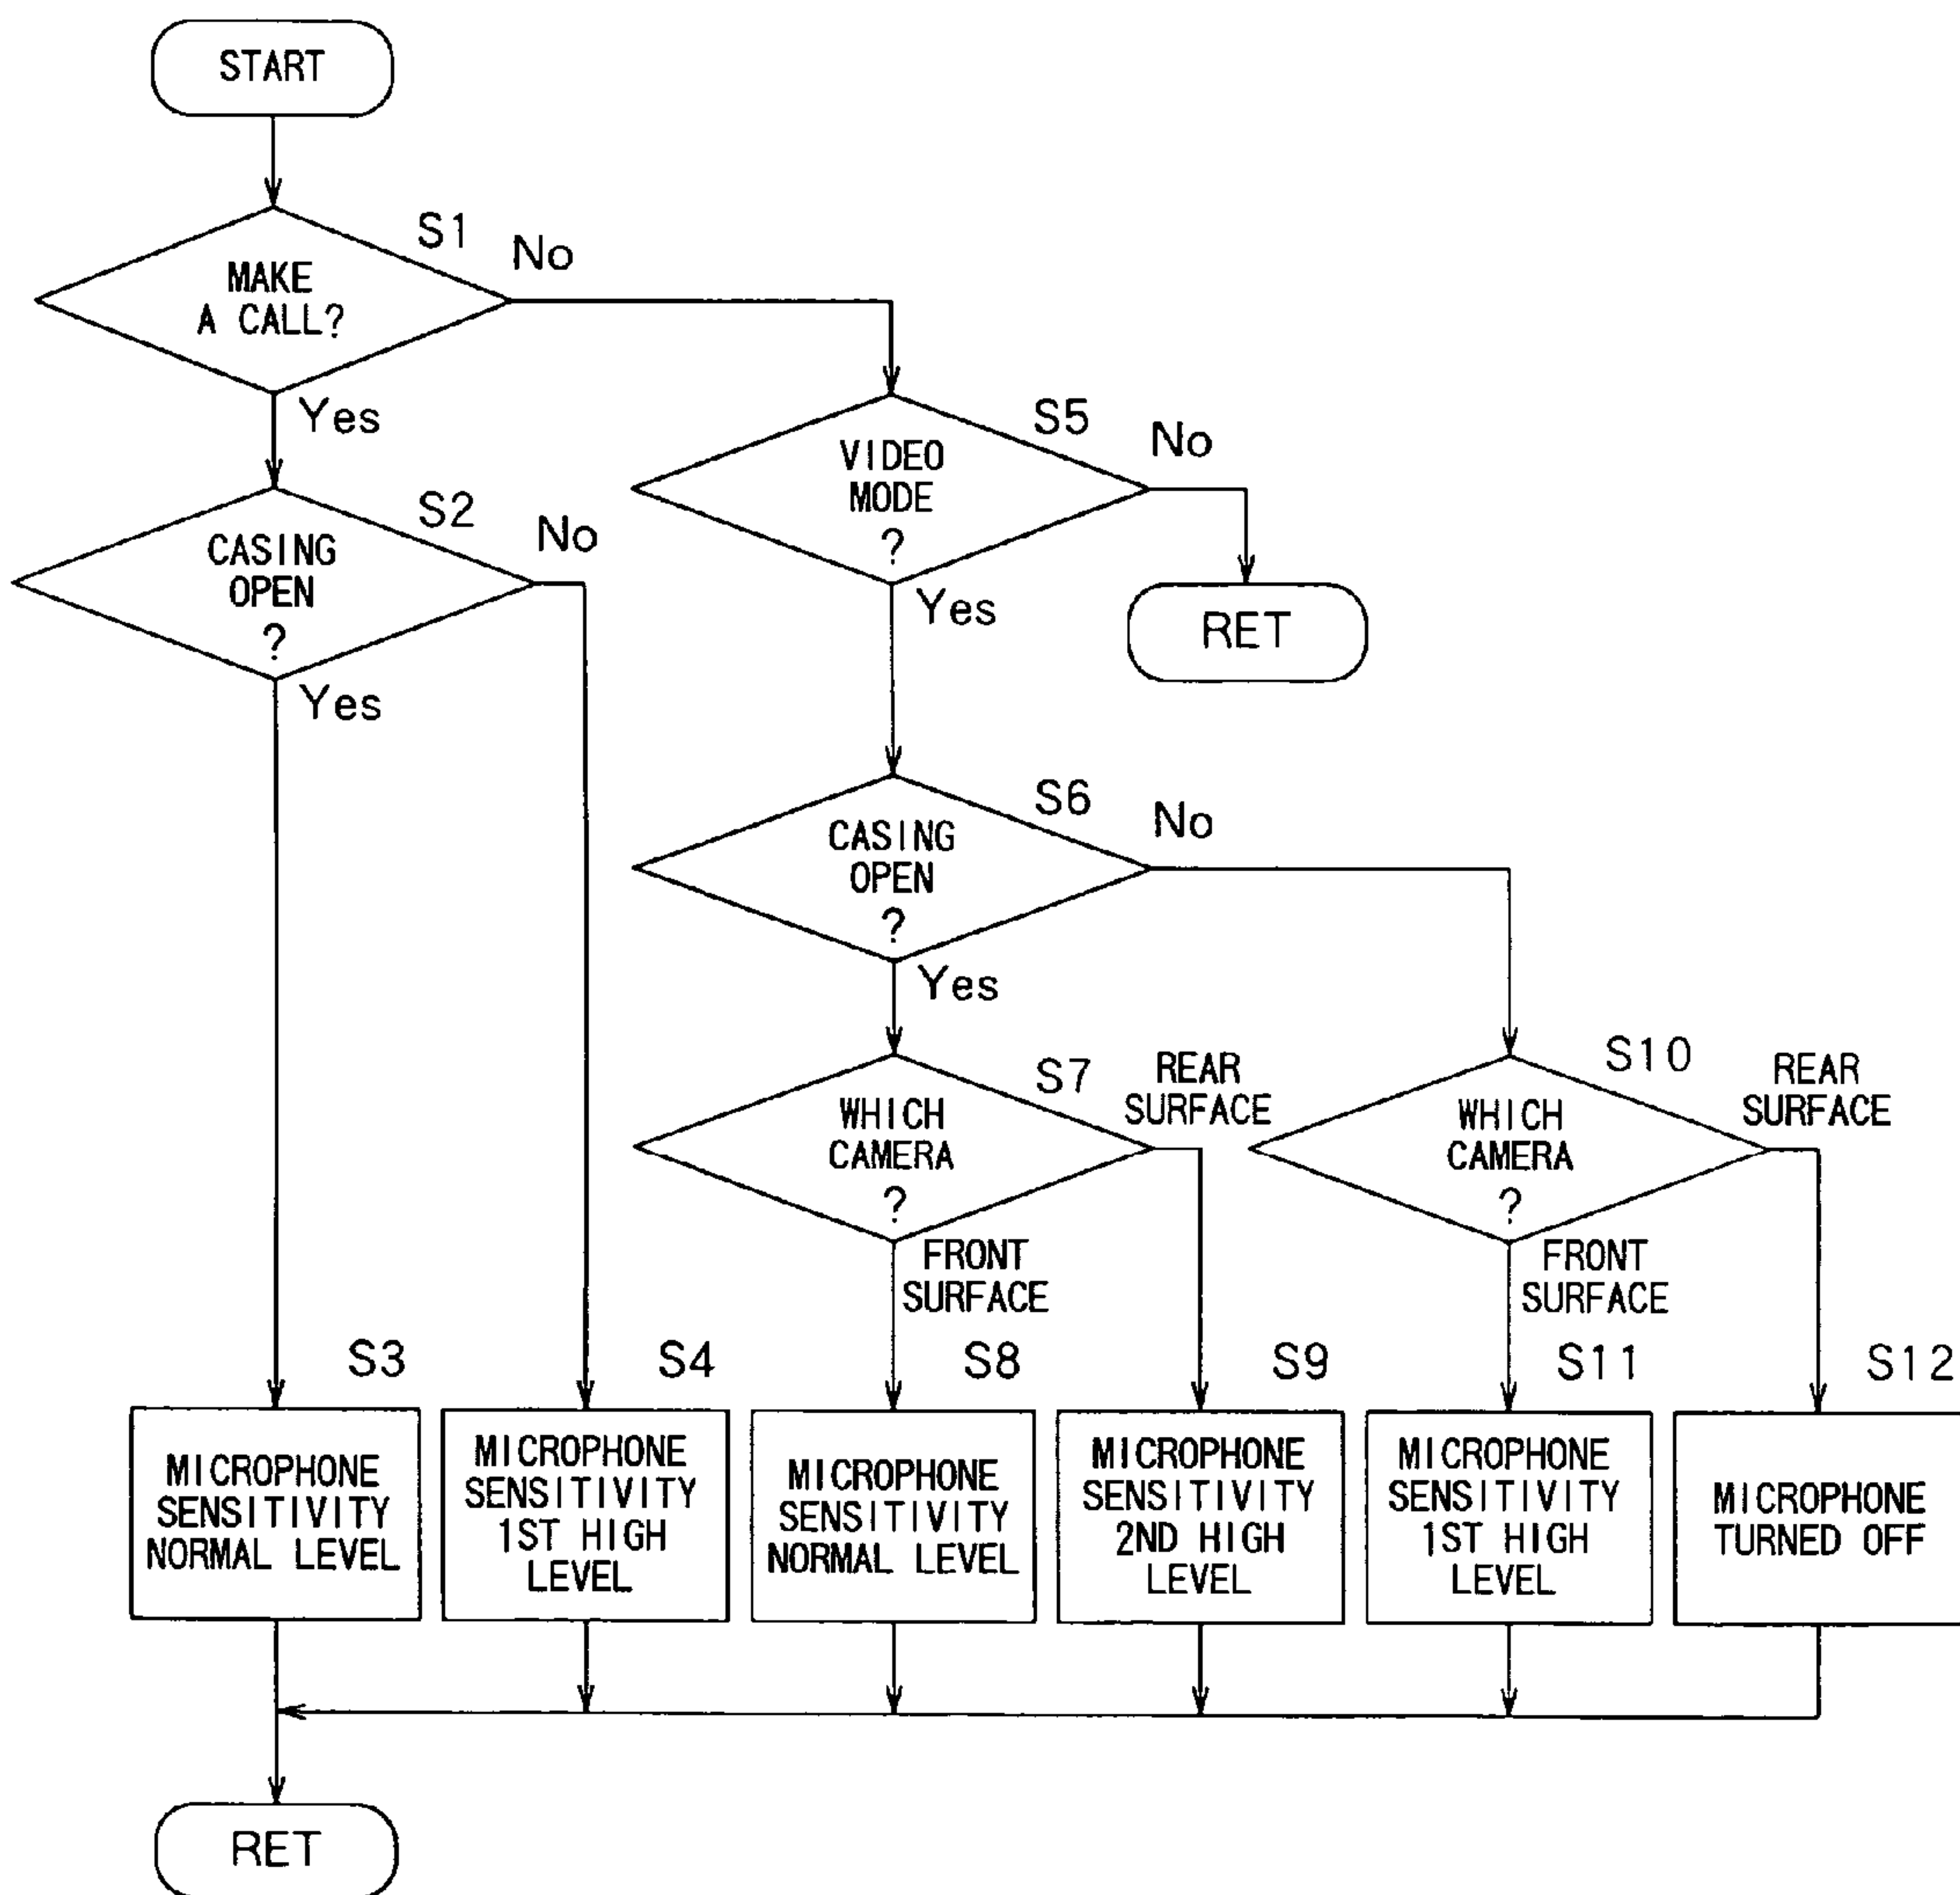 START
S1
No
MAKE
A CALL?
Yes
S5
No
VIDEO
MODE
?
S2
No
CASING
OPEN
?
Yes
RET
Yes
S6
No
CASING
OPEN
?
Yes
S7
REAR
SURFACE
WHICH
CAMERA
?
FRONT
SURFACE
S10
REAR
SURFACE
WHICH
CAMERA
?
FRONT
SURFACE
S3
MICROPHONE
SENSITIVITY
NORMAL LEVEL
S4
MICROPHONE
SENSITIVITY
1ST HIGH
LEVEL
S8
MICROPHONE
SENSITIVITY
NORMAL LEVEL
S9
MICROPHONE
SENSITIVITY
2ND HIGH
LEVEL
S11
MICROPHONE
SENSITIVITY
1ST HIGH
LEVEL
S12
MICROPHONE
TURNED OFF
RET